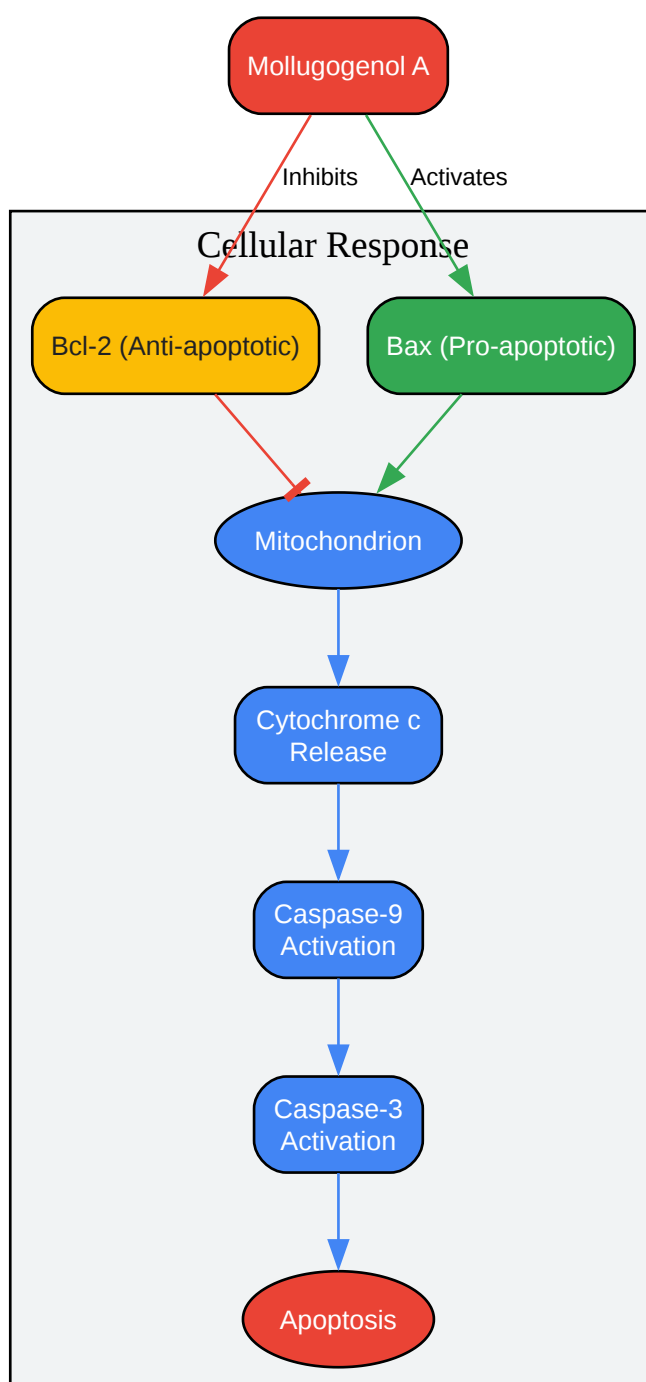 Mollugogenol A
Inhibits
Activates
Cellular Response
Bcl-2 (Anti-apoptotic)
Bax (Pro-apoptotic)
Mitochondrion
Cytochrome c
Release
Caspase-9
Activation
Caspase-3
Activation
Apoptosis